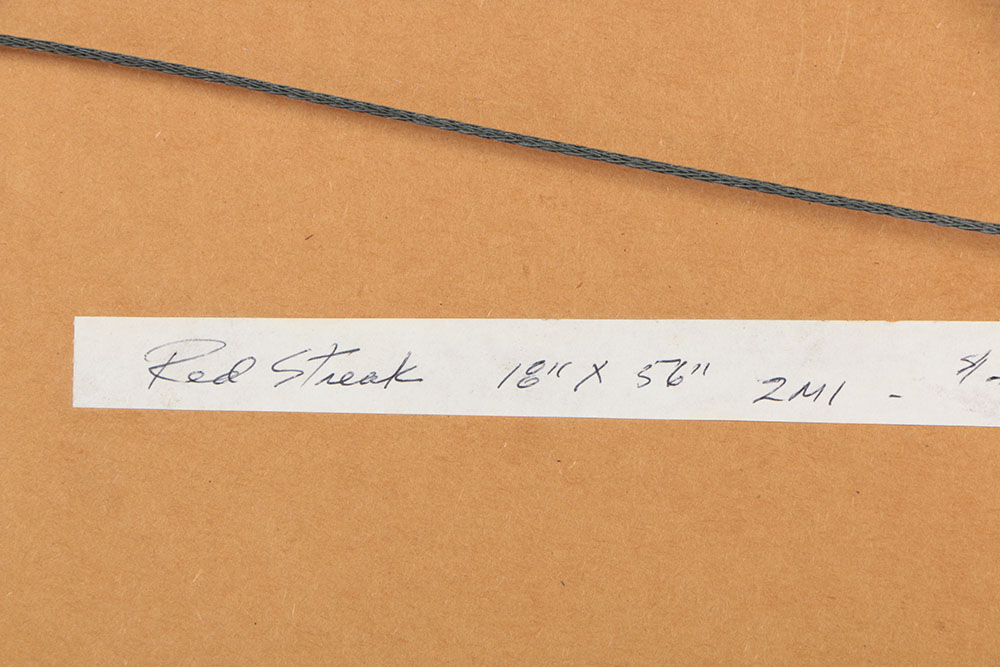 Red Streak 18" X 56" 2M1 -